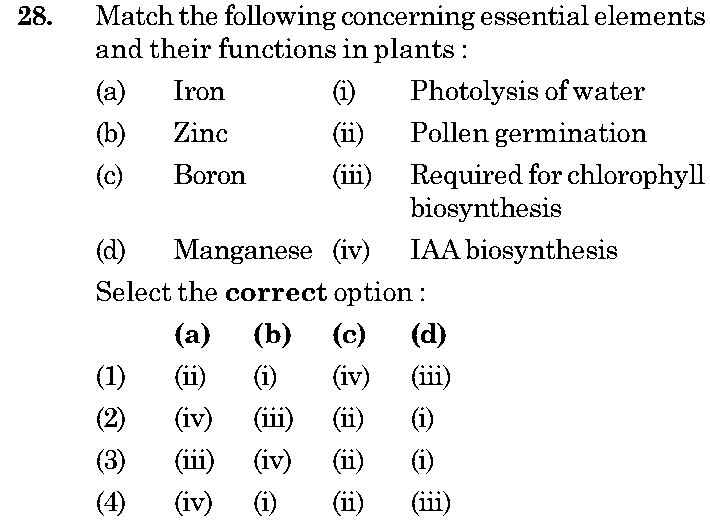 28. Match the following concerning essential elements
and their functions in plants :
(a) Iron (i) Photolysis of water
(b) Zinc (ii) Pollen germination
(c) Boron (iii) Required for chlorophyll
biosynthesis
(d) Manganese (iv) IAA biosynthesis
Select the correct option :
(a) (b) (c) (d)
(1) (ii) (i) (iv) (iii)
(2) (iv) (iii) (ii) (i)
(3) (iii) (iv) (ii) (i)
(4) (iv) (i) (ii) (iii)